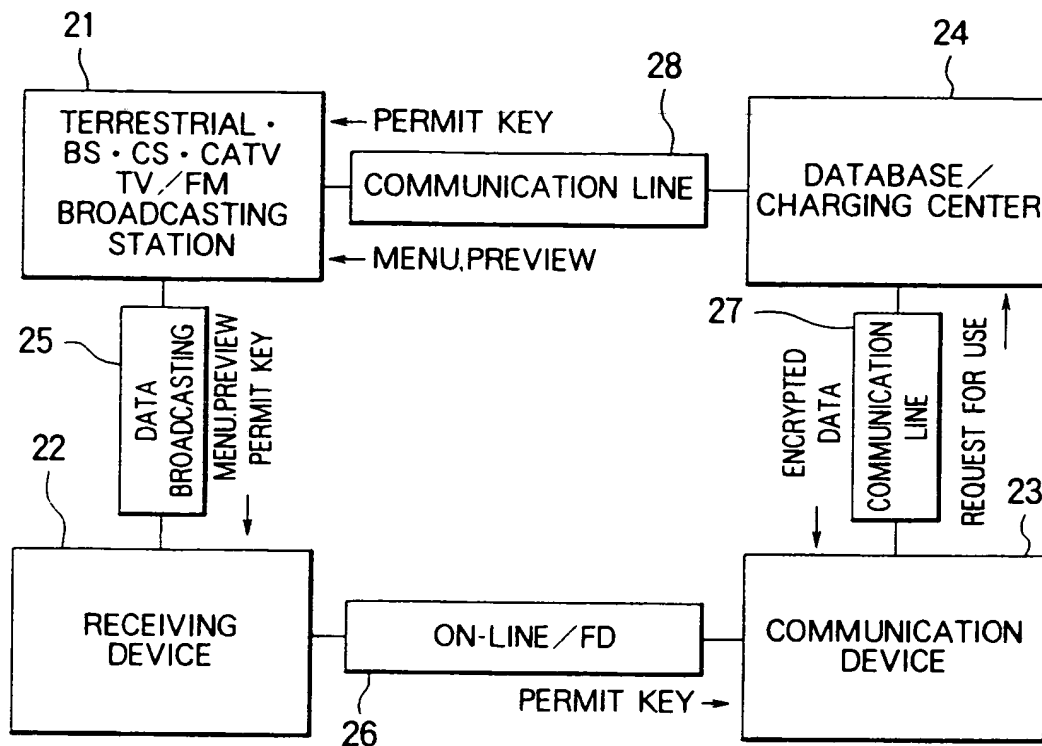 21
24
28
TERRESTRIAL・
BS・CS・CATV
TV/FM
BROADCASTING
STATION
← PERMIT KEY
COMMUNICATION LINE
← MENU,PREVIEW
DATABASE/
CHARGING CENTER
25
DATA
BROADCASTING
MENU,PREVIEW
PERMIT KEY
27
ENCRYPTED
DATA
COMMUNICATION
LINE
REQUEST FOR USE
22
23
RECEIVING
DEVICE
ON-LINE/FD
COMMUNICATION
DEVICE
26
PERMIT KEY →